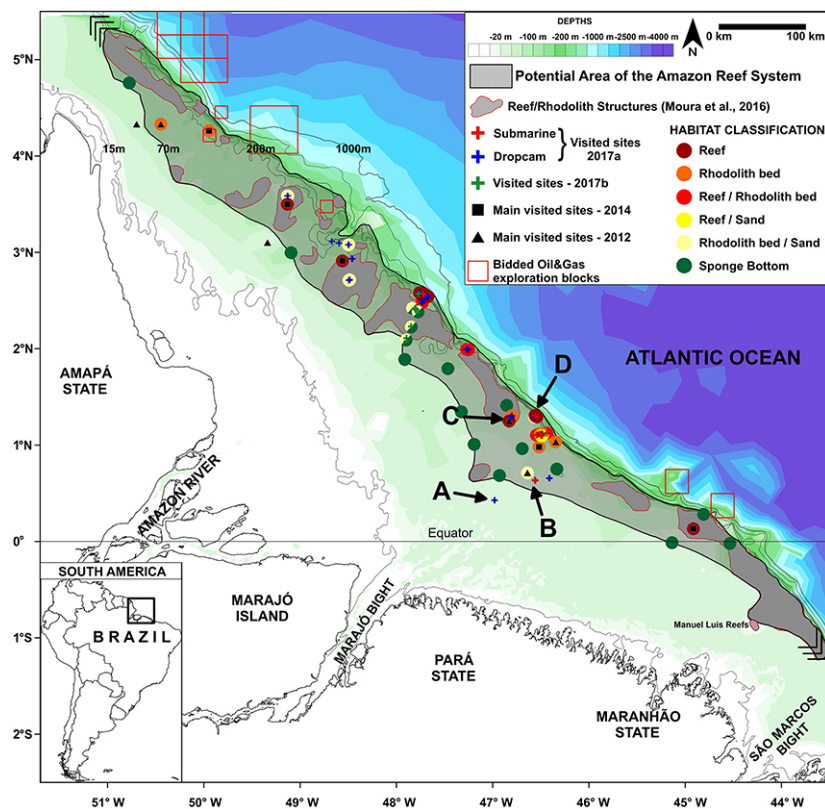 DEPTHS
-20 m
-100 m
-200 m
-1000 m
-2500 m
-4000 m
N
0 km
100 km
Potential Area of the Amazon Reef System
Reef/Rhodolith Structures (Moura et al., 2016)
Submarine
Dropcam
Visited sites
2017a
Visited sites - 2017b
Main visited sites - 2014
Main visited sites - 2012
Bidded Oil&Gas
exploration blocks
HABITAT CLASSIFICATION
Reef
Rhodolith bed
Reef / Rhodolith bed
Reef / Sand
Rhodolith bed / Sand
Sponge Bottom
5°N
4°N
3°N
2°N
1°N
0°N
1°S
2°S
15m
70m
200m
1000m
AMAPÁ
STATE
ATLANTIC OCEAN
D
C
A
B
AMAZON RIVER
Equator
SOUTH AMERICA
BRAZIL
MARAJÓ
ISLAND
MARAJÓ BIGHT
PARÁ
STATE
Manuel Luis Reefs
MARANHÃO
STATE
SÃO MARCOS
BIGHT
51° W
50° W
49° W
48° W
47° W
46° W
45° W
44° W